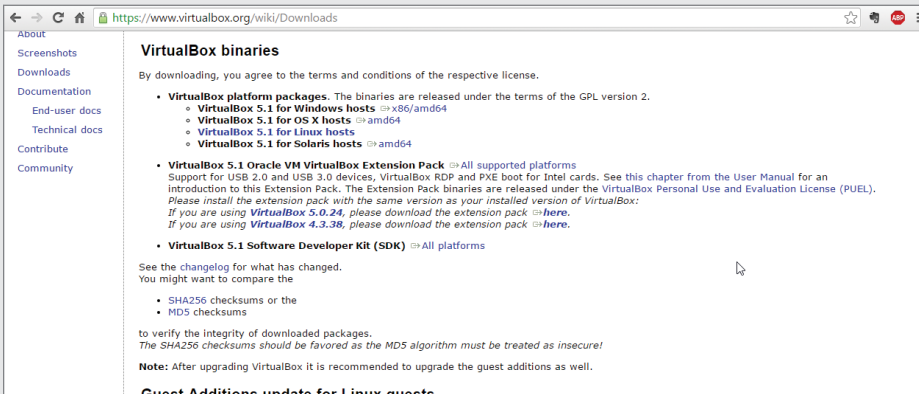 https://www.virtualbox.org/wiki/Downloads
ABP
About
Screenshots
Downloads
Documentation
End-user docs
Technical docs
Contribute
Community
VirtualBox binaries
By downloading, you agree to the terms and conditions of the respective license.
VirtualBox platform packages. The binaries are released under the terms of the GPL version 2.
VirtualBox 5.1 for Windows hosts x86/amd64
VirtualBox 5.1 for OS X hosts amd64
VirtualBox 5.1 for Linux hosts
VirtualBox 5.1 for Solaris hosts amd64
VirtualBox 5.1 Oracle VM VirtualBox Extension Pack All supported platforms
Support for USB 2.0 and USB 3.0 devices, VirtualBox RDP and PXE boot for Intel cards. See this chapter from the User Manual for an
introduction to this Extension Pack. The Extension Pack binaries are released under the VirtualBox Personal Use and Evaluation License (PUEL).
Please install the extension pack with the same version as your installed version of VirtualBox:
If you are using VirtualBox 5.0.24, please download the extension pack here.
If you are using VirtualBox 4.3.38, please download the extension pack here.
VirtualBox 5.1 Software Developer Kit (SDK) All platforms
See the changelog for what has changed.
You might want to compare the
SHA256 checksums or the
MD5 checksums
to verify the integrity of downloaded packages.
The SHA256 checksums should be favored as the MD5 algorithm must be treated as insecure!
Note: After upgrading VirtualBox it is recommended to upgrade the guest additions as well.
Guest Additions update for Linux guests